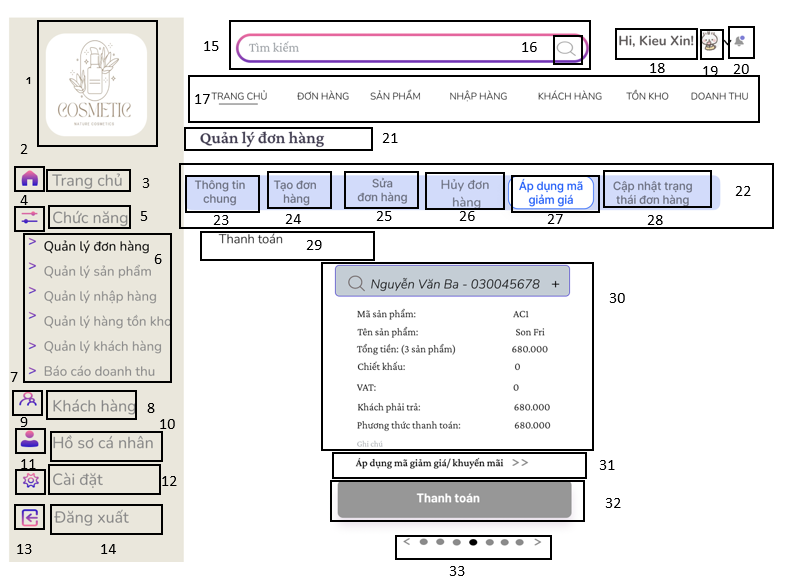 15
Tìm kiếm
16
Hi, Kieu Xin!
18
19
20
1
COSMETIC
NATURE COSMETICS
17
TRANG CHỦ
ĐƠN HÀNG
SẢN PHẨM
NHẬP HÀNG
KHÁCH HÀNG
TỒN KHO
DOANH THU
Quản lý đơn hàng
21
2
Trang chủ
3
4
Chức năng
5
Thông tin
chung
23
Tạo đơn
hàng
24
Sửa
đơn hàng
25
Hủy đơn
hàng
26
Áp dụng mã
giảm giá
27
Cập nhật trạng
thái đơn hàng
28
22
> Quản lý đơn hàng
6
> Quản lý sản phẩm
> Quản lý nhập hàng
> Quản lý hàng tồn kho
> Quản lý khách hàng
> Báo cáo doanh thu
7
Thanh toán
29
Nguyễn Văn Ba - 030045678 +
30
Mã sản phẩm: AC1
Tên sản phẩm: Son Fri
Tổng tiền: (3 sản phẩm) 680.000
Chiết khấu: 0
VAT: 0
Khách phải trả: 680.000
Phương thức thanh toán: 680.000
Ghi chú
Áp dụng mã giảm giá/ khuyến mãi >>
31
Thanh toán
32
< >
33
Khách hàng
8
9
10
Hồ sơ cá nhân
11
Cài đặt
12
Đăng xuất
13
14